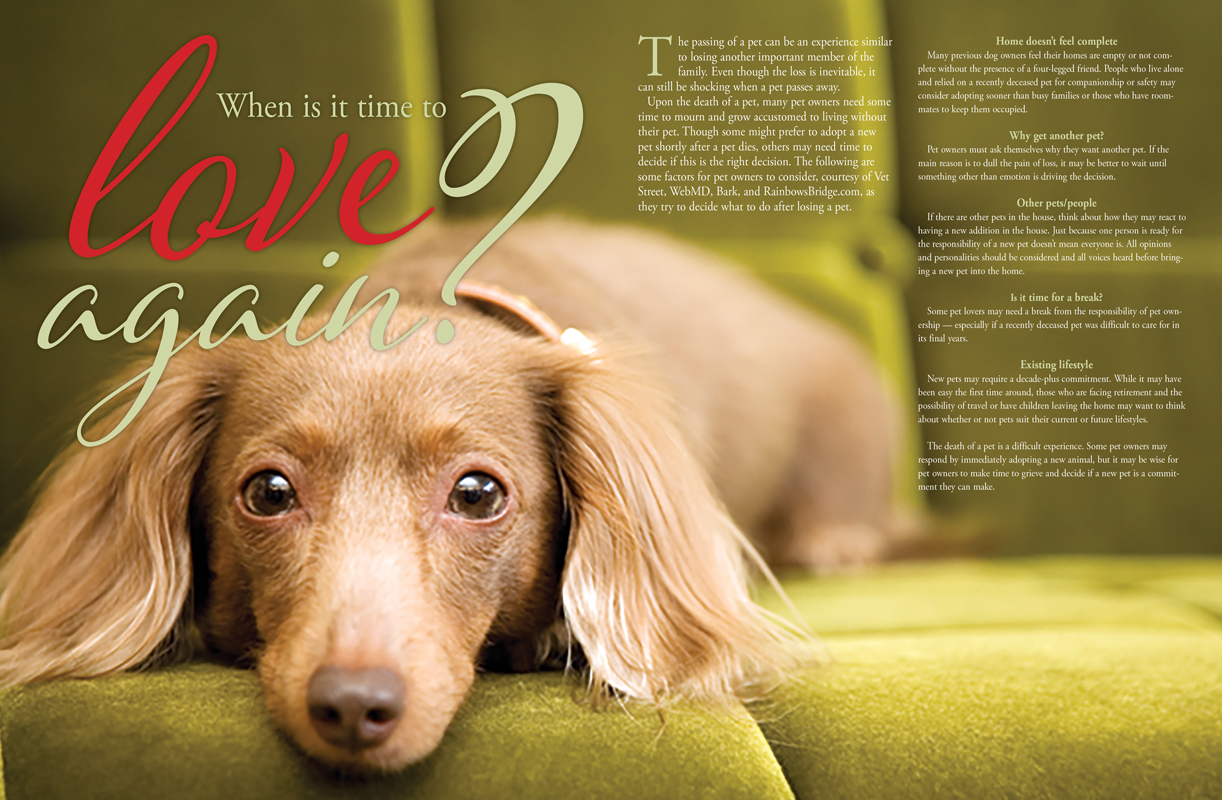 When is it time to
love
again?
The passing of a pet can be an experience similar
to losing another important member of the
family. Even though the loss is inevitable, it
can still be shocking when a pet passes away.
Upon the death of a pet, many pet owners need some
time to mourn and grow accustomed to living without
their pet. Though some might prefer to adopt a new
pet shortly after a pet dies, others may need time to
decide if this is the right decision. The following are
some factors for pet owners to consider, courtesy of Vet
Street, WebMD, Bark, and RainbowsBridge.com, as
they try to decide what to do after losing a pet.
Home doesn't feel complete
Many previous dog owners feel their homes are empty or not com-
plete without the presence of a four-legged friend. People who live alone
and relied on a recently deceased pet for companionship or safety may
consider adopting sooner than busy families or those who have room-
mates to keep them occupied.
Why get another pet?
Pet owners must ask themselves why they want another pet. If the
main reason is to dull the pain of loss, it may be better to wait until
something other than emotion is driving the decision.
Other pets/people
If there are other pets in the house, think about how they may react to
having a new addition in the house. Just because one person is ready for
the responsibility of a new pet doesn't mean everyone is. All opinions
and personalities should be considered and all voices heard before bring-
ing a new pet into the home.
Is it time for a break?
Some pet lovers may need a break from the responsibility of pet own-
ership — especially if a recently deceased pet was difficult to care for in
its final years.
Existing lifestyle
New pets may require a decade-plus commitment. While it may have
been easy the first time around, those who are facing retirement and the
possibility of travel or have children leaving the home may want to think
about whether or not pets suit their current or future lifestyles.
The death of a pet is a difficult experience. Some pet owners may
respond by immediately adopting a new animal, but it may be wise for
pet owners to make time to grieve and decide if a new pet is a commit-
ment they can make.